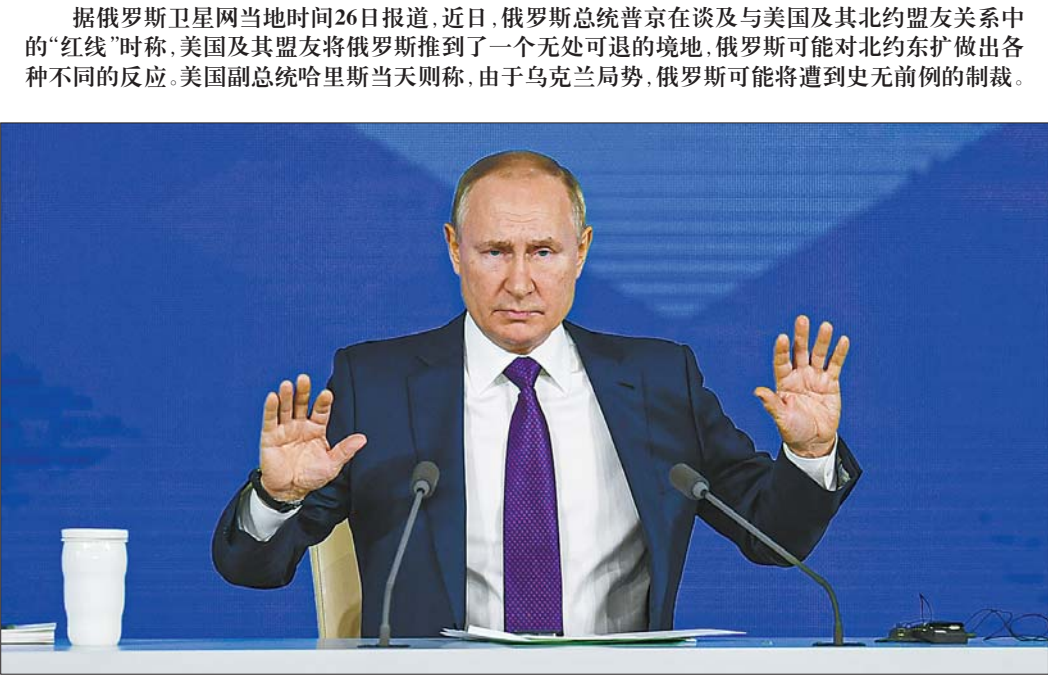 据俄罗斯卫星网当地时间26日报道,近日,俄罗斯总统普京在谈及与美国及其北约盟友关系中
的“红线”时称,美国及其盟友将俄罗斯推到了一个无处可退的境地,俄罗斯可能对北约东扩做出各
种不同的反应。美国副总统哈里斯当天则称,由于乌克兰局势,俄罗斯可能将遭到史无前例的制裁。